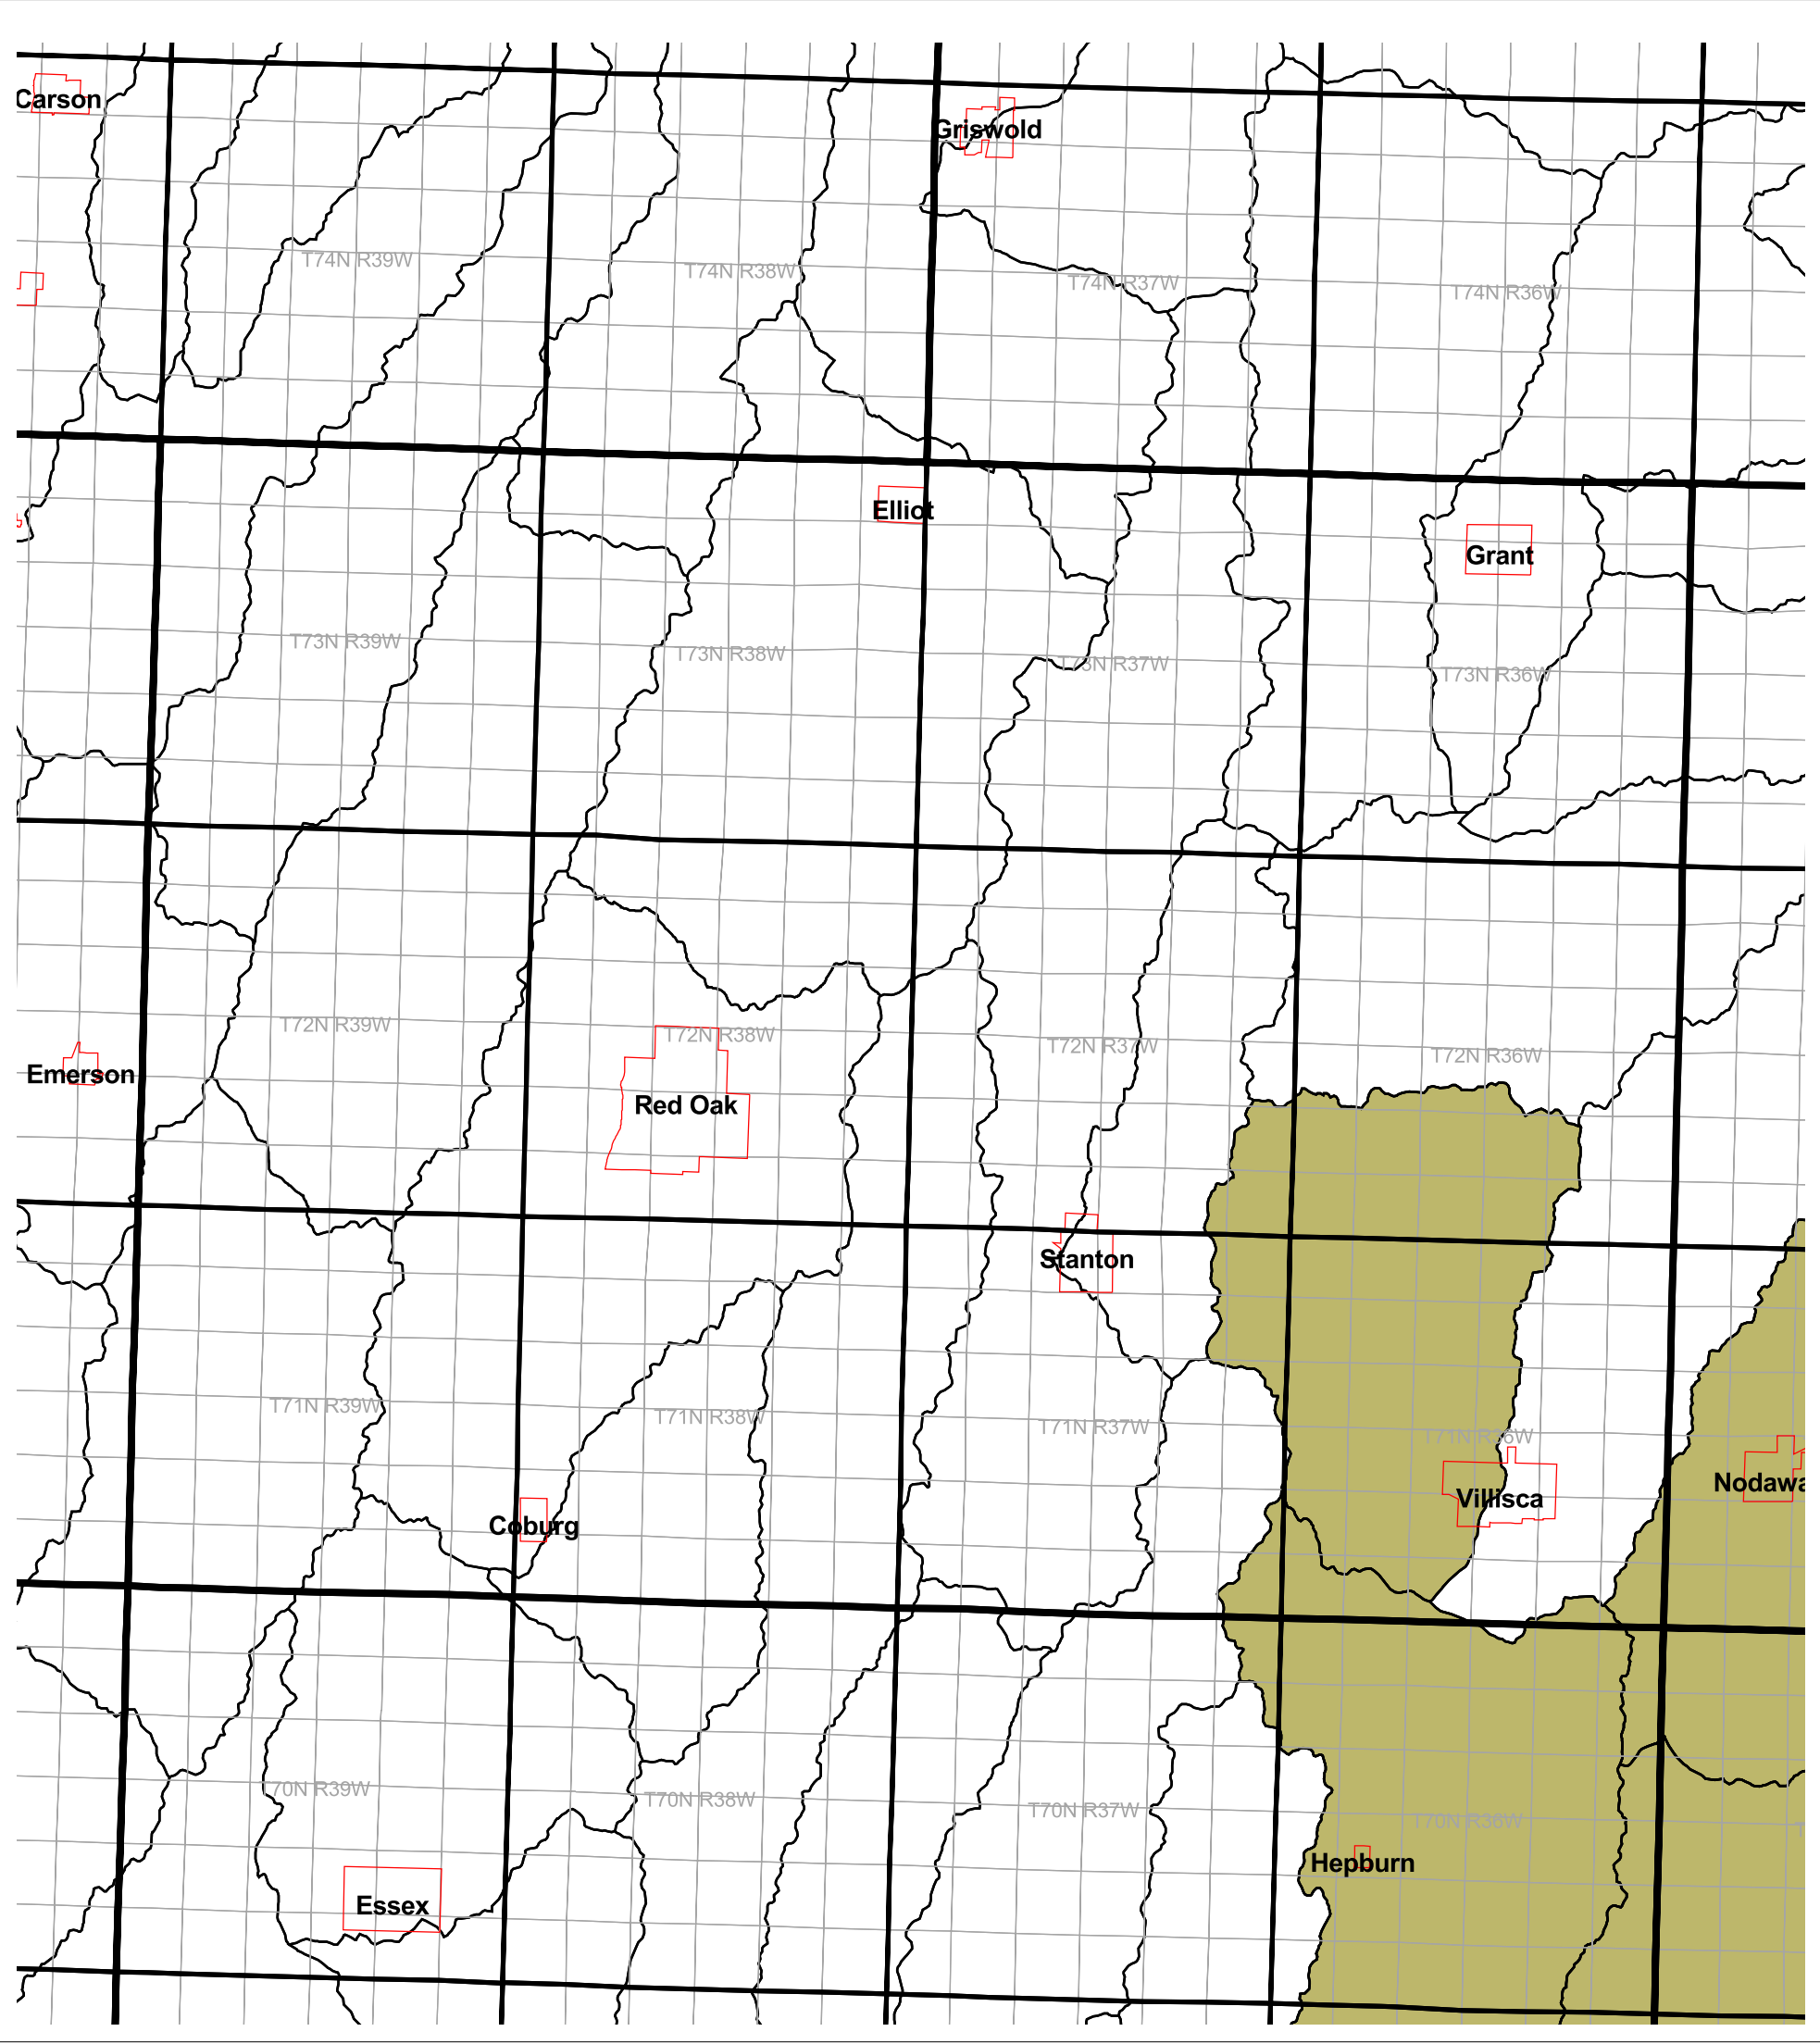 Carson
Griswold
T74N R39W
T74N R38W
T74N R37W
T74N R36W
Elliot
Grant
T73N R39W
T73N R38W
T73N R37W
T73N R36W
T72N R39W
T72N R38W
T72N R37W
T72N R36W
Emerson
Red Oak
Stanton
T71N R39W
T71N R38W
T71N R37W
T71N R36W
Nodawa
Villisca
Coburg
T70N R39W
T70N R38W
T70N R37W
T70N R36W
Hepburn
Essex